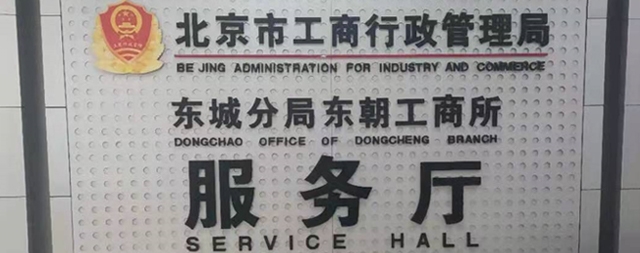 北京市工商行政管理局
BE JING ADMINISTRATION FOR INDUSTRY AND COMMERCE
东城分局东朝工商所
DONGCHAO OFFICE OF DONGCHENG BRANCH
服务厅
SERVICE HALL